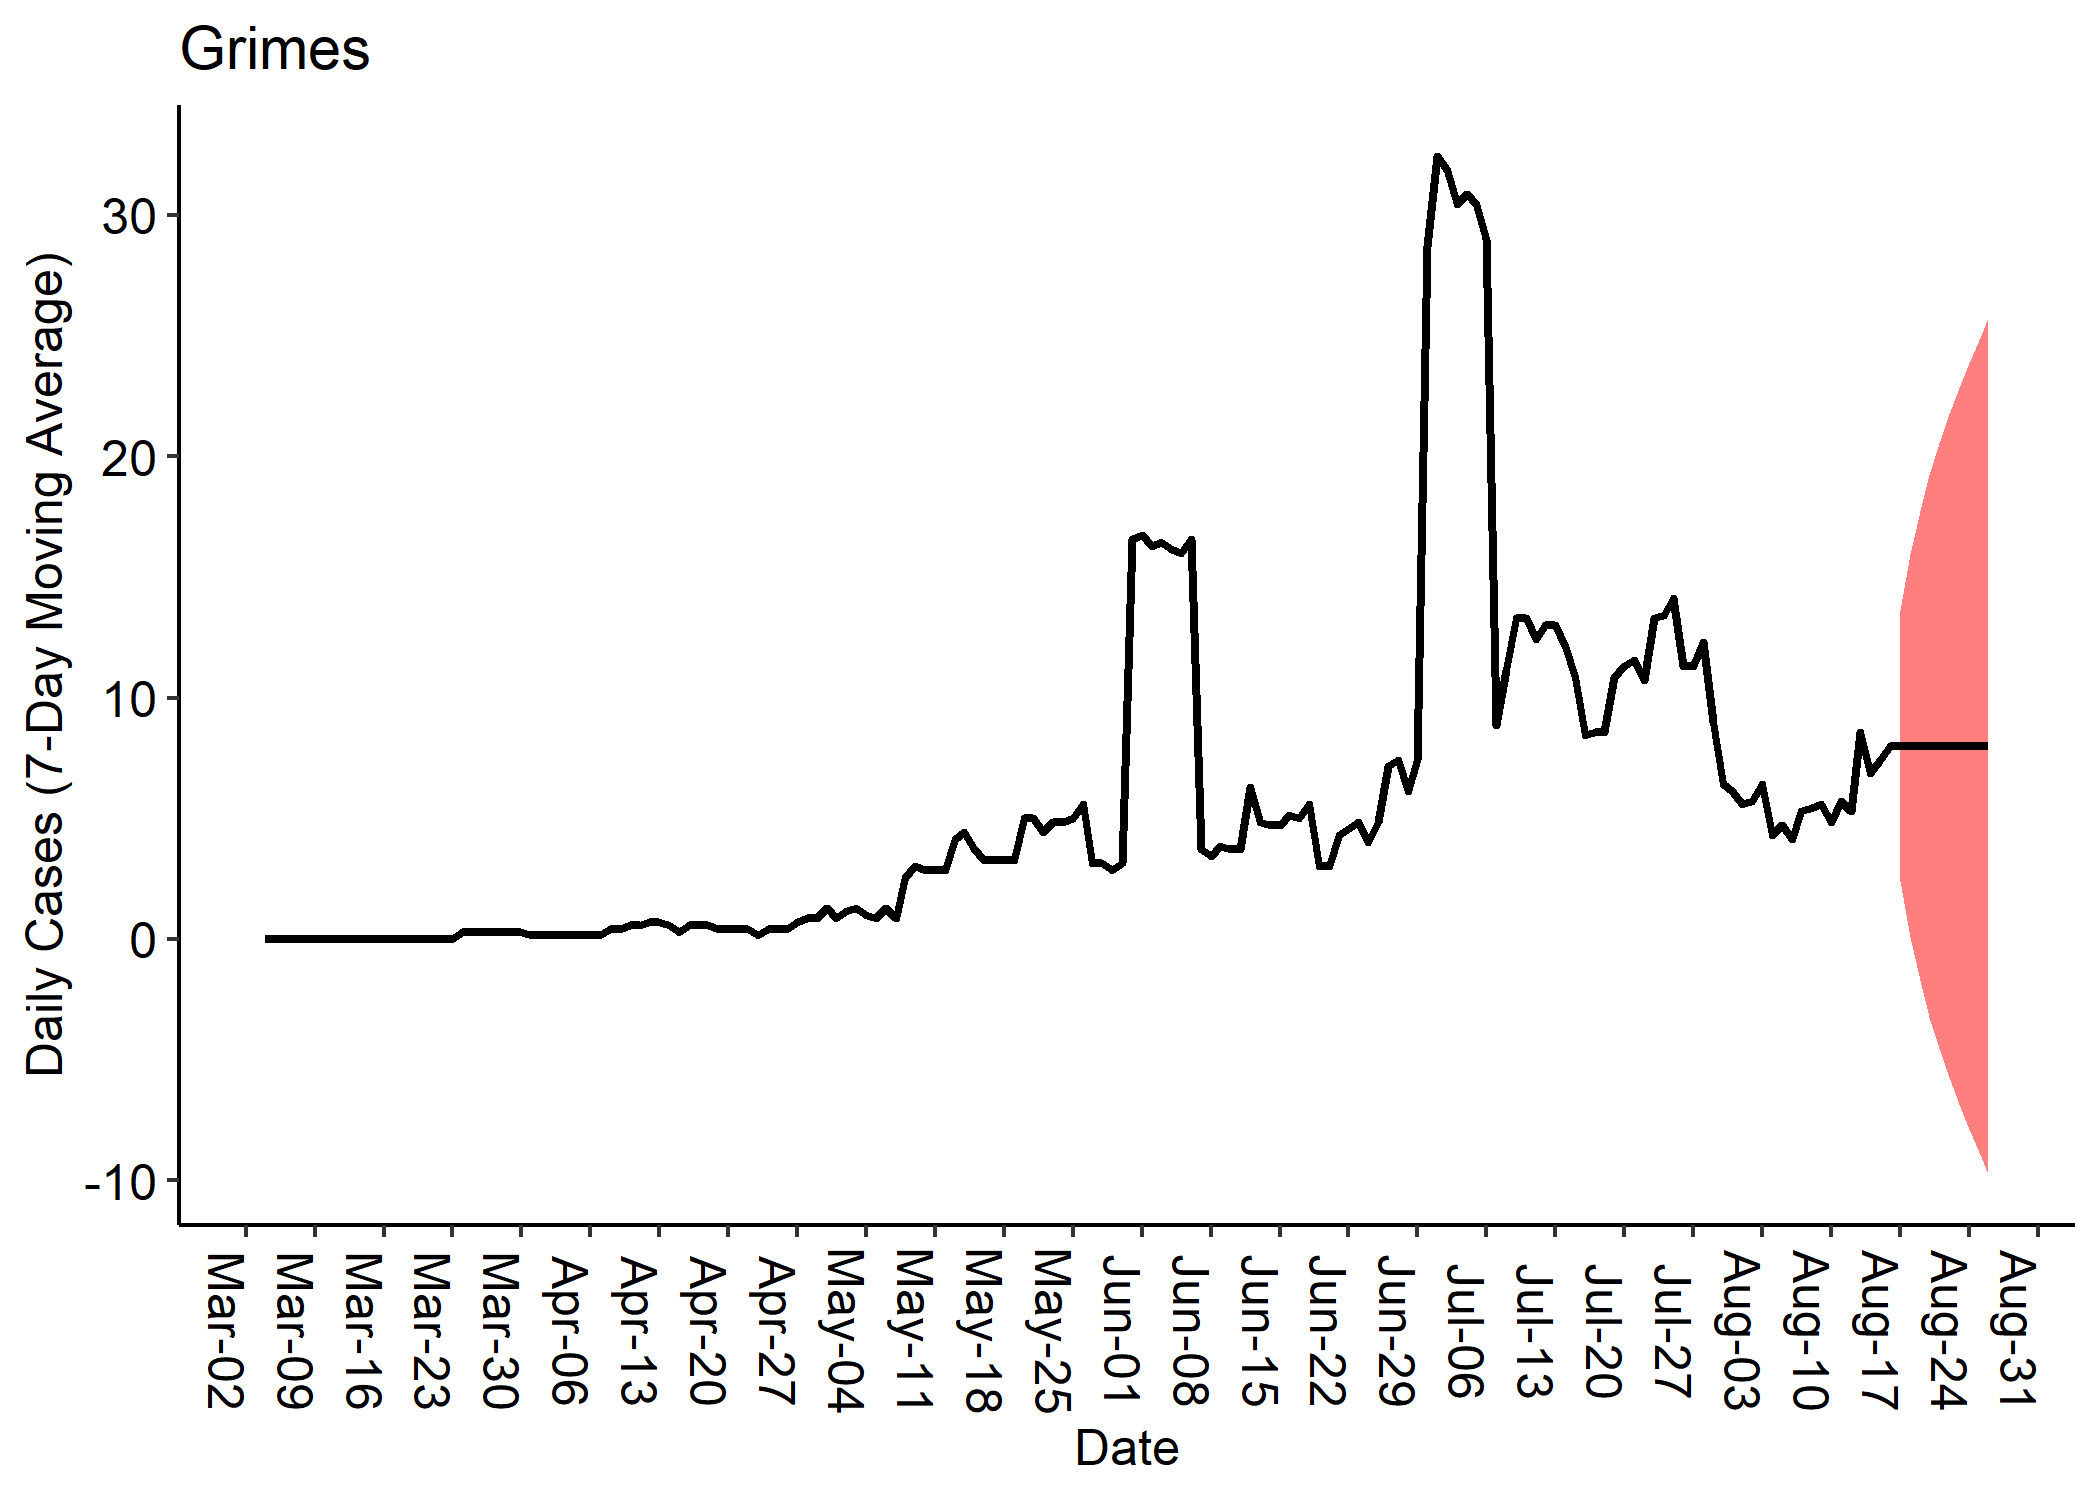 Grimes
Daily Cases (7-Day Moving Average)
30
20
10
0
-10
Mar-02
Mar-09
Mar-16
Mar-23
Mar-30
Apr-06
Apr-13
Apr-20
Apr-27
May-04
May-11
May-18
May-25
Jun-01
Jun-08
Jun-15
Jun-22
Jun-29
Jul-06
Jul-13
Jul-20
Jul-27
Aug-03
Aug-10
Aug-17
Aug-24
Aug-31
Date